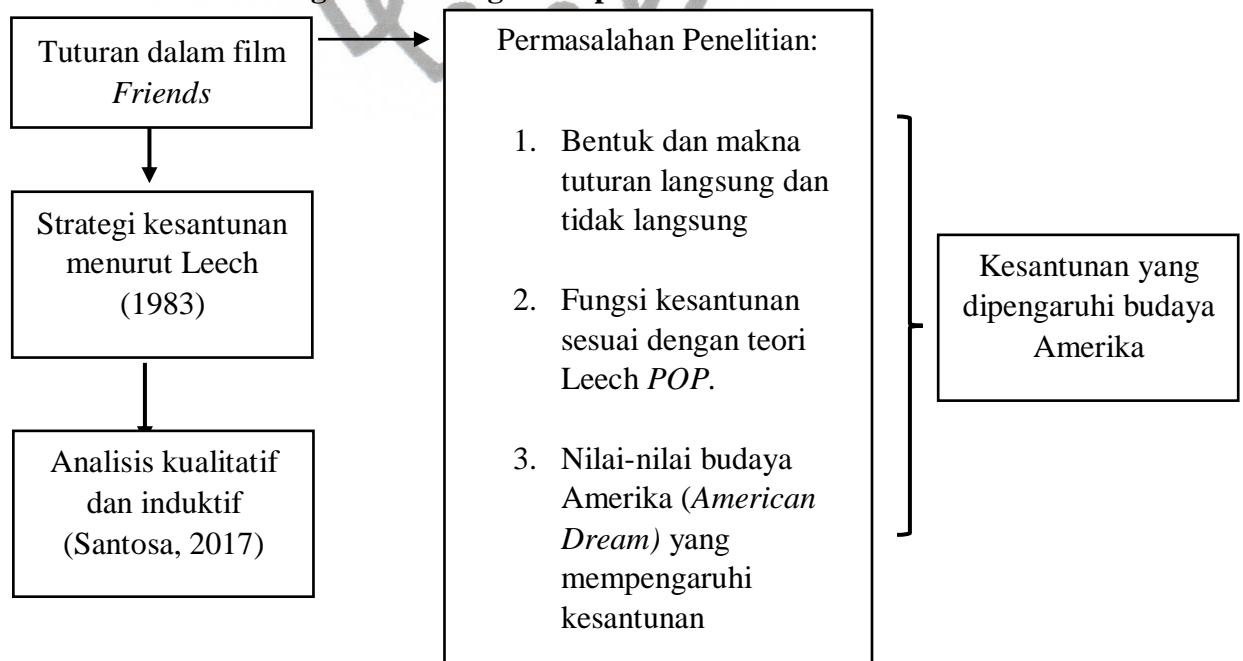 Tuturan dalam film
Friends
Strategi kesantunan
menurut Leech
(1983)
Analisis kualitatif
dan induktif
(Santosa, 2017)
Permasalahan Penelitian:
1. Bentuk dan makna
tuturan langsung dan
tidak langsung
2. Fungsi kesantunan
sesuai dengan teori
Leech POP.
3. Nilai-nilai budaya
Amerika (American
Dream) yang
mempengaruhi
kesantunan
Kesantunan yang
dipengaruhi budaya
Amerika